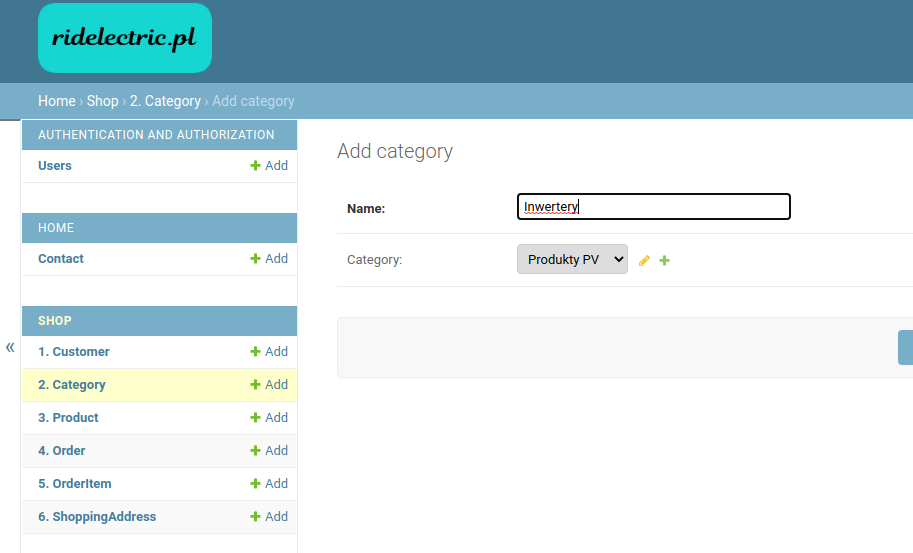 ridelectric.pl
Home › Shop › 2. Category › Add category
AUTHENTICATION AND AUTHORIZATION
Users Add
HOME
Contact Add
SHOP
1. Customer Add
2. Category Add
3. Product Add
4. Order Add
5. OrderItem Add
6. ShoppingAddress Add
«
Add category
Name: Inwertery
Category: Produkty PV